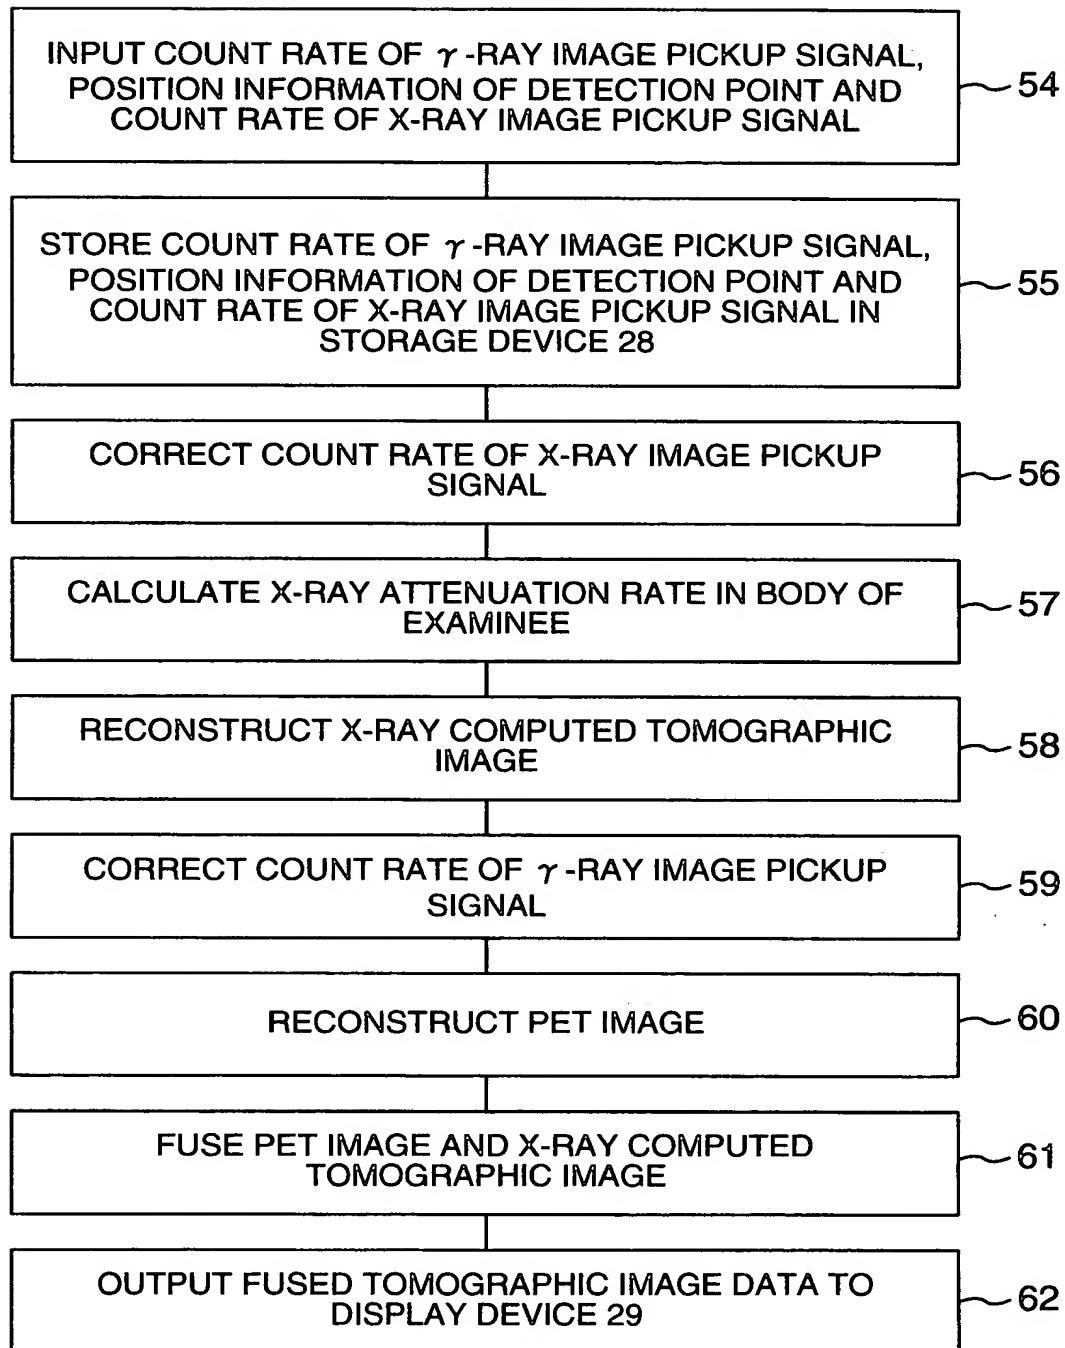 INPUT COUNT RATE OF γ-RAY IMAGE PICKUP SIGNAL,
POSITION INFORMATION OF DETECTION POINT AND
COUNT RATE OF X-RAY IMAGE PICKUP SIGNAL
54
STORE COUNT RATE OF γ-RAY IMAGE PICKUP SIGNAL,
POSITION INFORMATION OF DETECTION POINT AND
COUNT RATE OF X-RAY IMAGE PICKUP SIGNAL IN
STORAGE DEVICE 28
55
CORRECT COUNT RATE OF X-RAY IMAGE PICKUP
SIGNAL
56
CALCULATE X-RAY ATTENUATION RATE IN BODY OF
EXAMINEE
57
RECONSTRUCT X-RAY COMPUTED TOMOGRAPHIC
IMAGE
58
CORRECT COUNT RATE OF γ-RAY IMAGE PICKUP
SIGNAL
59
RECONSTRUCT PET IMAGE
60
FUSE PET IMAGE AND X-RAY COMPUTED
TOMOGRAPHIC IMAGE
61
OUTPUT FUSED TOMOGRAPHIC IMAGE DATA TO
DISPLAY DEVICE 29
62